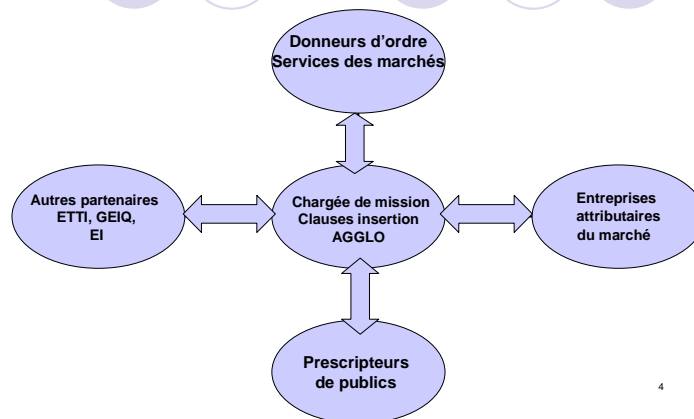 Donneurs d'ordre
Services des marchés
Autres partenaires
ETTI, GEIQ,
EI
Chargée de mission
Clauses insertion
AGGLO
Entreprises
attributaires
du marché
Prescripteurs
de publics
4